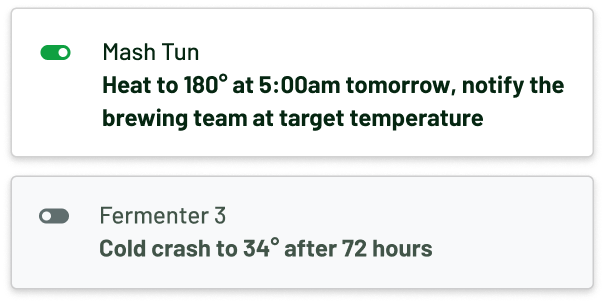 Mash Tun
Heat to 180° at 5:00am tomorrow, notify the
brewing team at target temperature
Fermenter 3
Cold crash to 34° after 72 hours